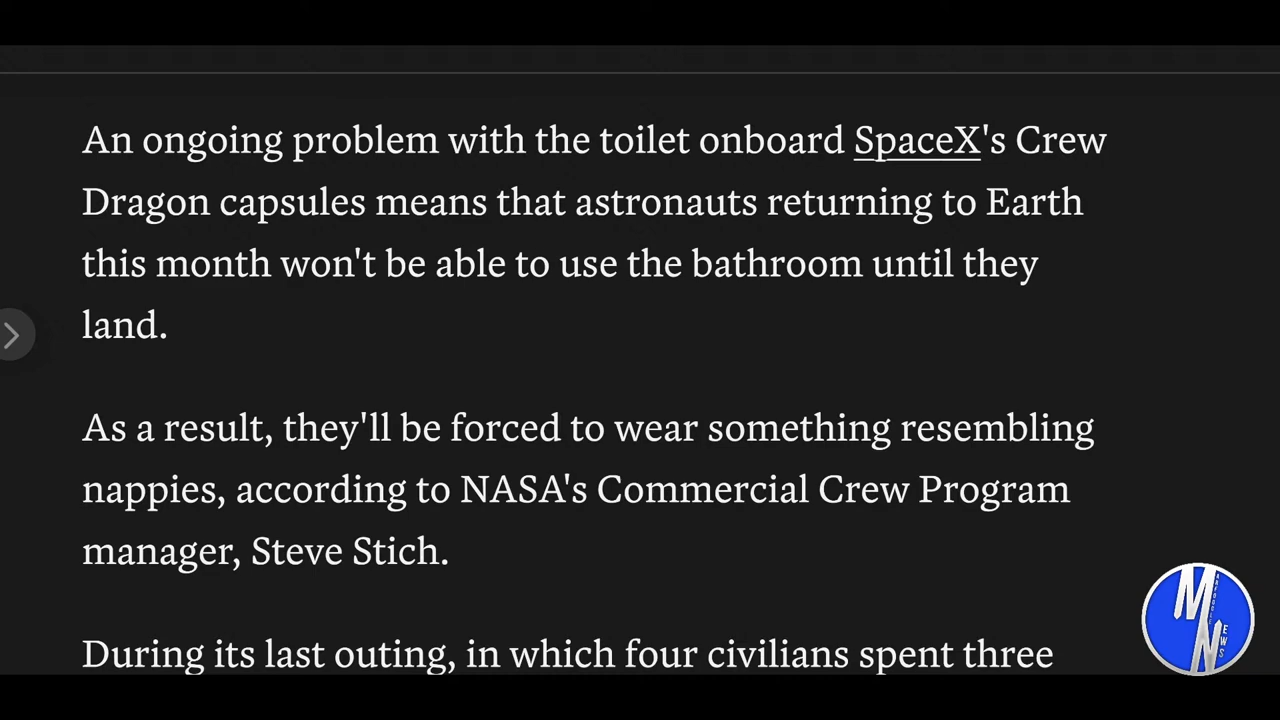 An ongoing problem with the toilet onboard SpaceX's Crew
Dragon capsules means that astronauts returning to Earth
this month won't be able to use the bathroom until they
land.
As a result, they'll be forced to wear something resembling
nappies, according to NASA's Commercial Crew Program
manager, Steve Stich.
During its last outing, in which four civilians spent three
M
N
EWS